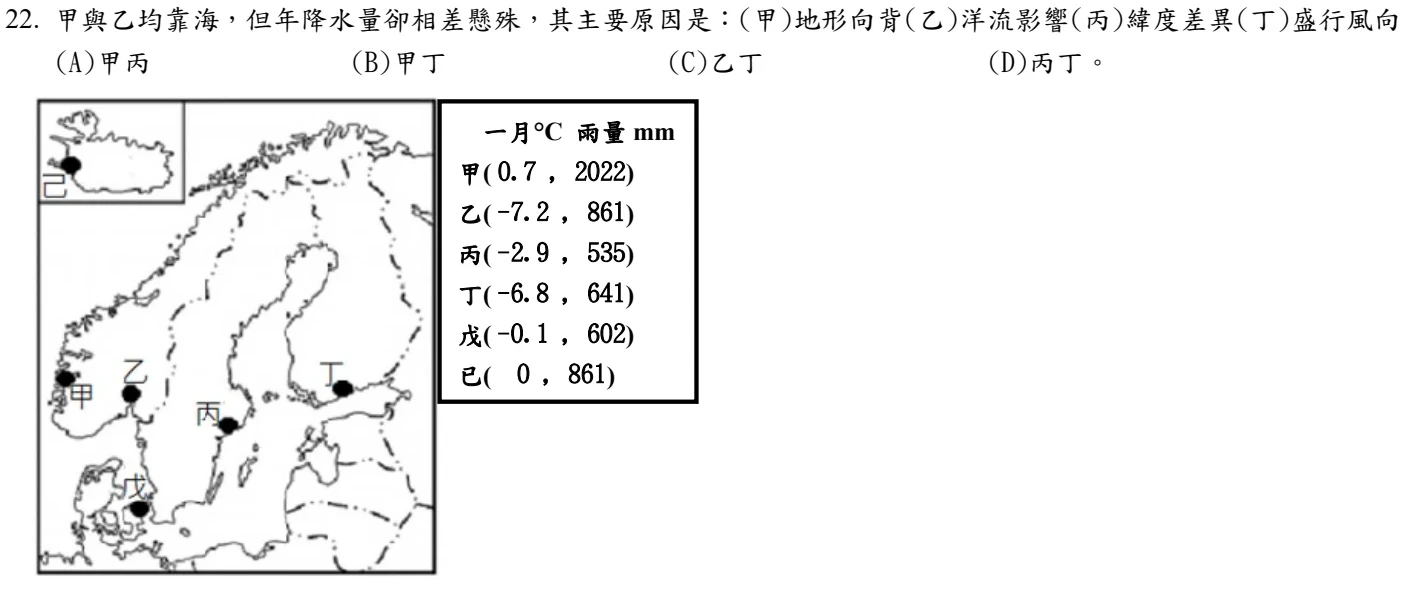 22. 甲與乙均靠海，但年降水量卻相差懸殊，其主要原因是：(甲)地形向背(乙)洋流影響(丙)緯度差異(丁)盛行風向
(A)甲丙 (B)甲丁 (C)乙丁 (D)丙丁。
己
甲
乙
丙
丁
戊
一月°C 雨量 mm
甲( 0.7 , 2022)
乙( -7.2 , 861)
丙( -2.9 , 535)
丁( -6.8 , 641)
戊( -0.1 , 602)
已( 0 , 861)